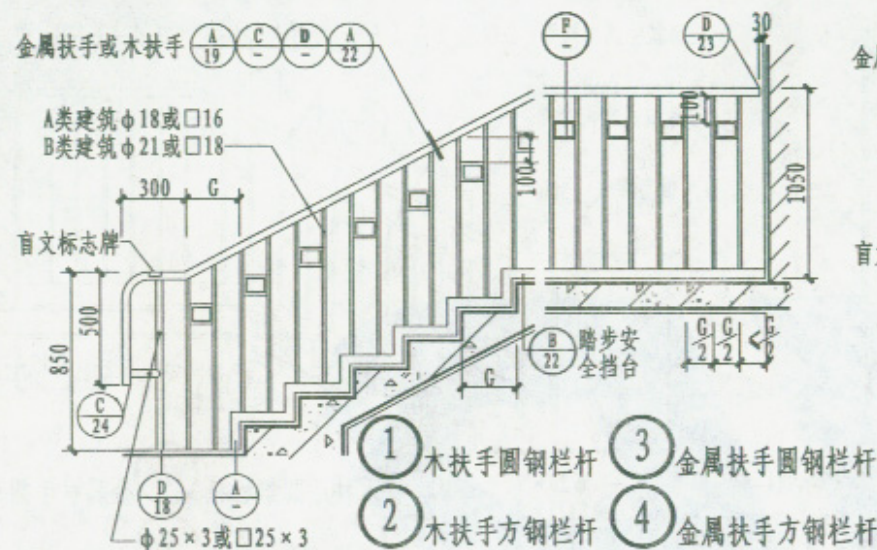 金属扶手或木扶手 A/19 C/- D/- A/22
F/-
D/23
30
A类建筑φ18或□16
B类建筑φ21或□18
100
100
1050
300 G
盲文标志牌
500
850
C/24
G
B/22 踏步安
全挡台
G/2 G/2 <G/2
D/18
A/-
φ25×3或□25×3
1 木扶手圆钢栏杆
3 金属扶手圆钢栏杆
2 木扶手方钢栏杆
4 金属扶手方钢栏杆
金
盲